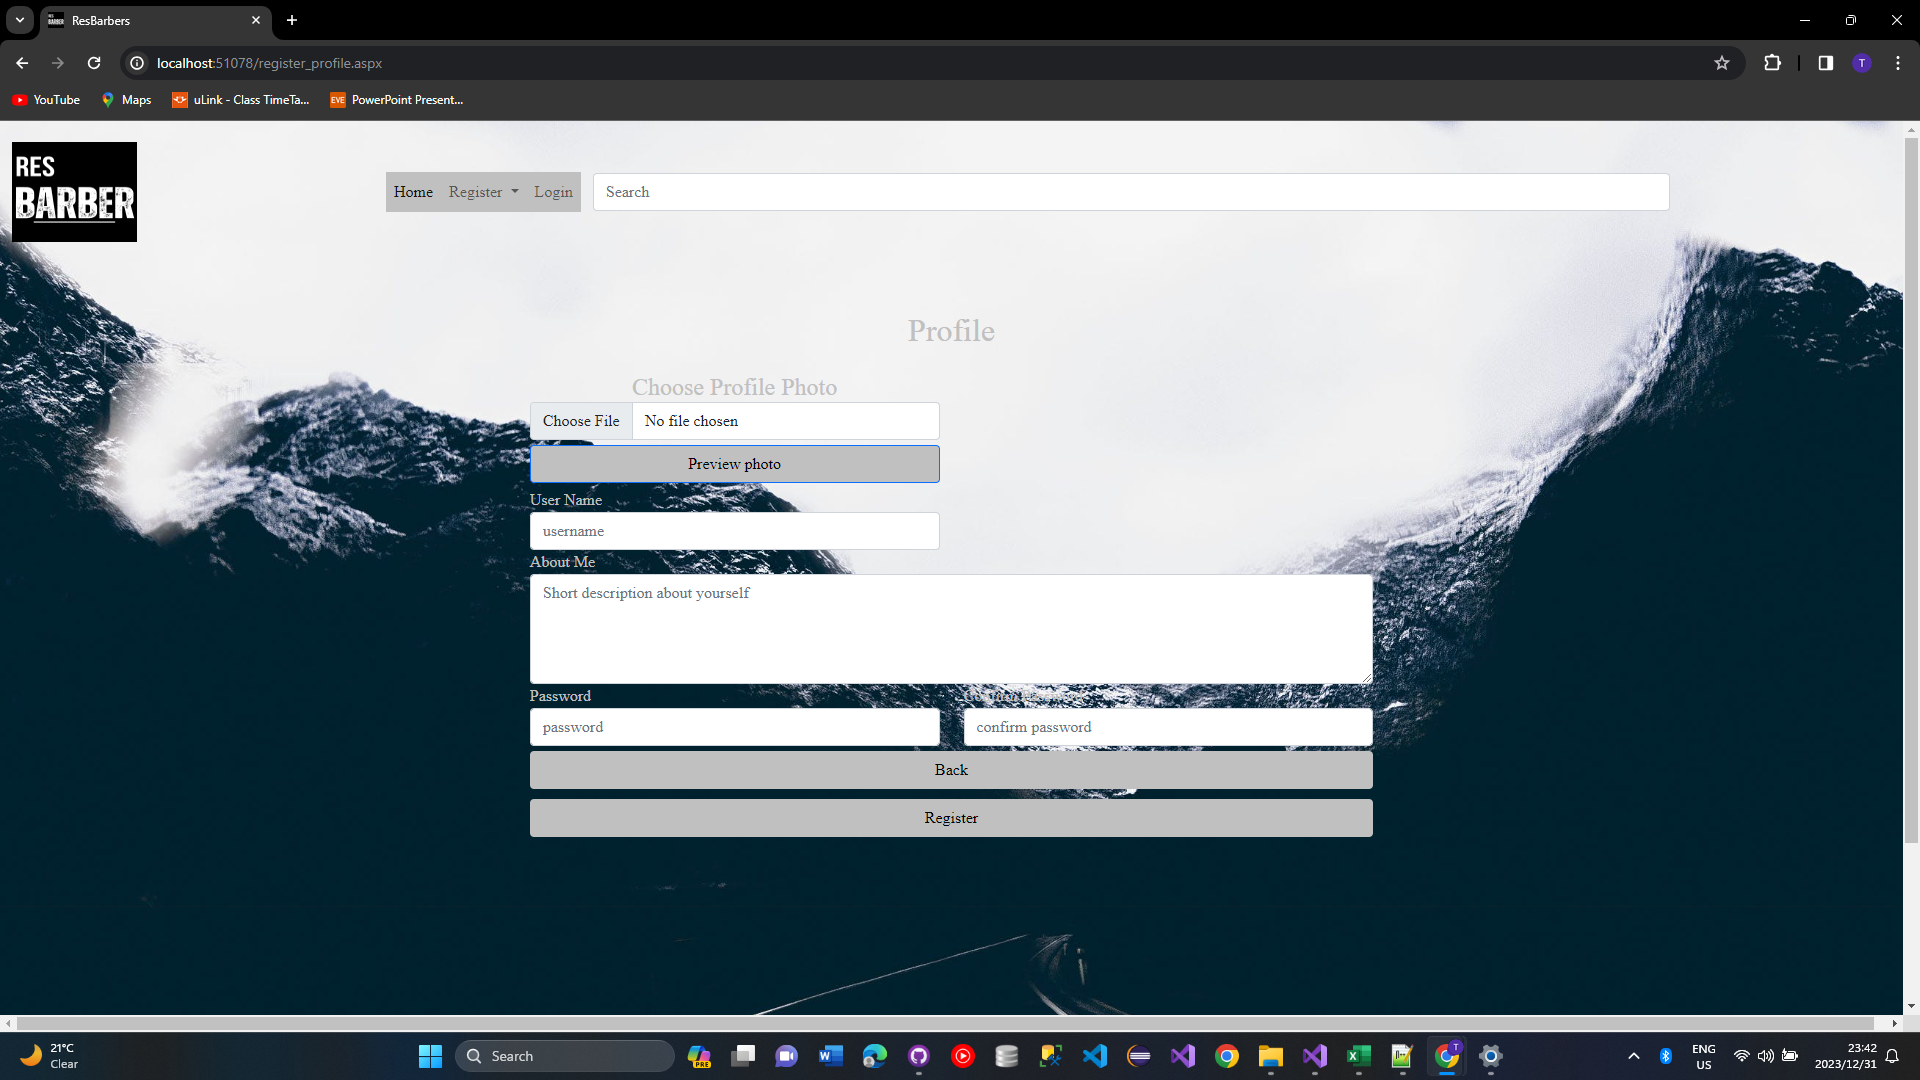 ResBarbers
localhost:51078/register_profile.aspx
T
YouTube
Maps
uLink - Class TimeTa...
EVE
PowerPoint Present...
RES
BARBER
Home
Register
Login
Search
Profile
Choose Profile Photo
Choose File
No file chosen
Preview photo
User Name
username
About Me
Short description about yourself
Password
password
confirm password
Back
Register
21°C
Clear
Search
PRE
T
ENG
US
23:42
2023/12/31